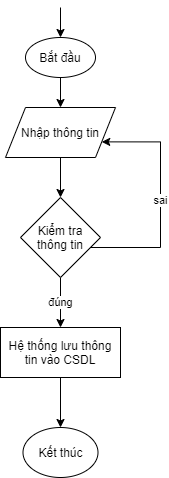 Bắt đầu
Nhập thông tin
Kiểm tra
thông tin
sai
đúng
Hệ thống lưu thông
tin vào CSDL
Kết thúc